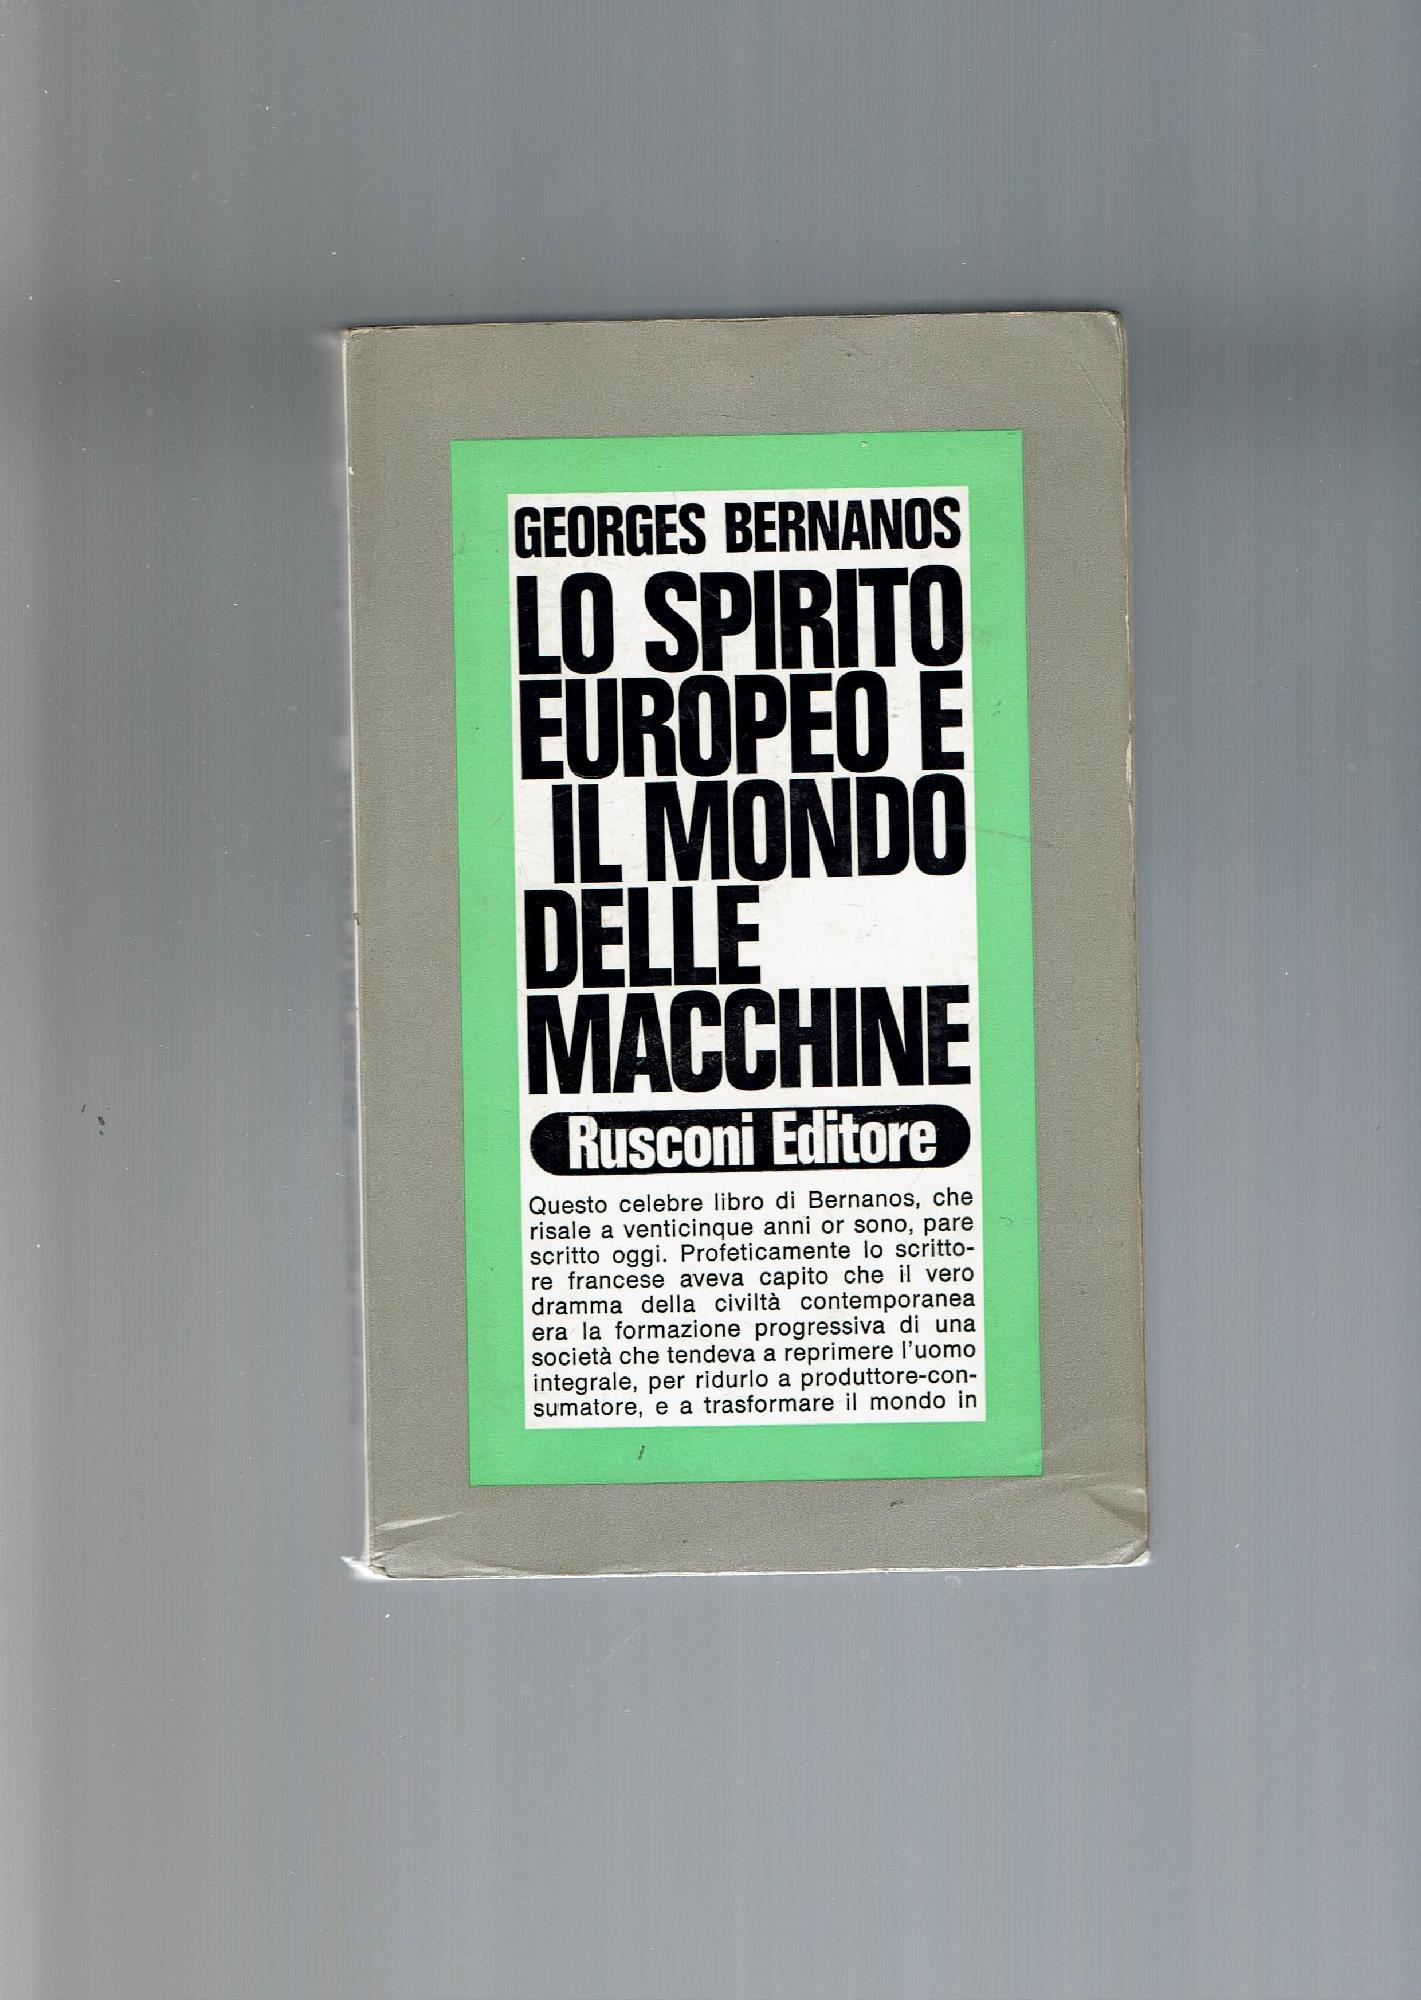 GEORGES BERNANOS
LO SPIRITO
EUROPEO E
IL MONDO
DELLE
MACCHINE
Rusconi Editore
Questo celebre libro di Bernanos, che
risale a venticinque anni or sono, pare
scritto oggi. Profeticamente lo scritto-
re francese aveva capito che il vero
dramma della civiltà contemporanea
era la formazione progressiva di una
società che tendeva a reprimere l'uomo
integrale, per ridurlo a produttore-con-
sumatore, e a trasformare il mondo in